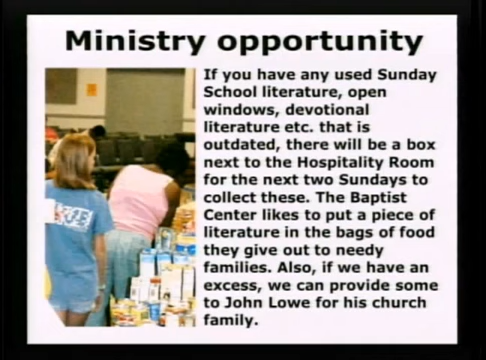 Ministry opportunity
If you have any used Sunday
School literature, open
windows, devotional
literature etc. that is
outdated, there will be a box
next to the Hospitality Room
for the next two Sundays to
collect these. The Baptist
Center likes to put a piece of
literature in the bags of food
they give out to needy
families. Also, if we have an
excess, we can provide some
to John Lowe for his church
family.